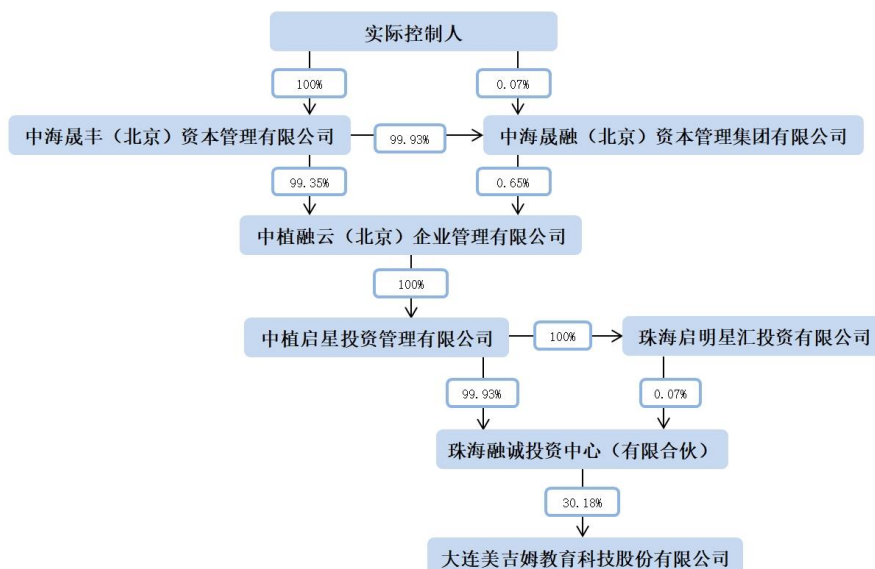 实际控制人
100%
0.07%
中海晟丰（北京）资本管理有限公司
99.93%
中海晟融（北京）资本管理集团有限公司
99.35%
0.65%
中植融云（北京）企业管理有限公司
100%
中植启星投资管理有限公司
100%
珠海启明星汇投资有限公司
99.93%
0.07%
珠海融诚投资中心（有限合伙）
30.18%
大连美吉姆教育科技股份有限公司